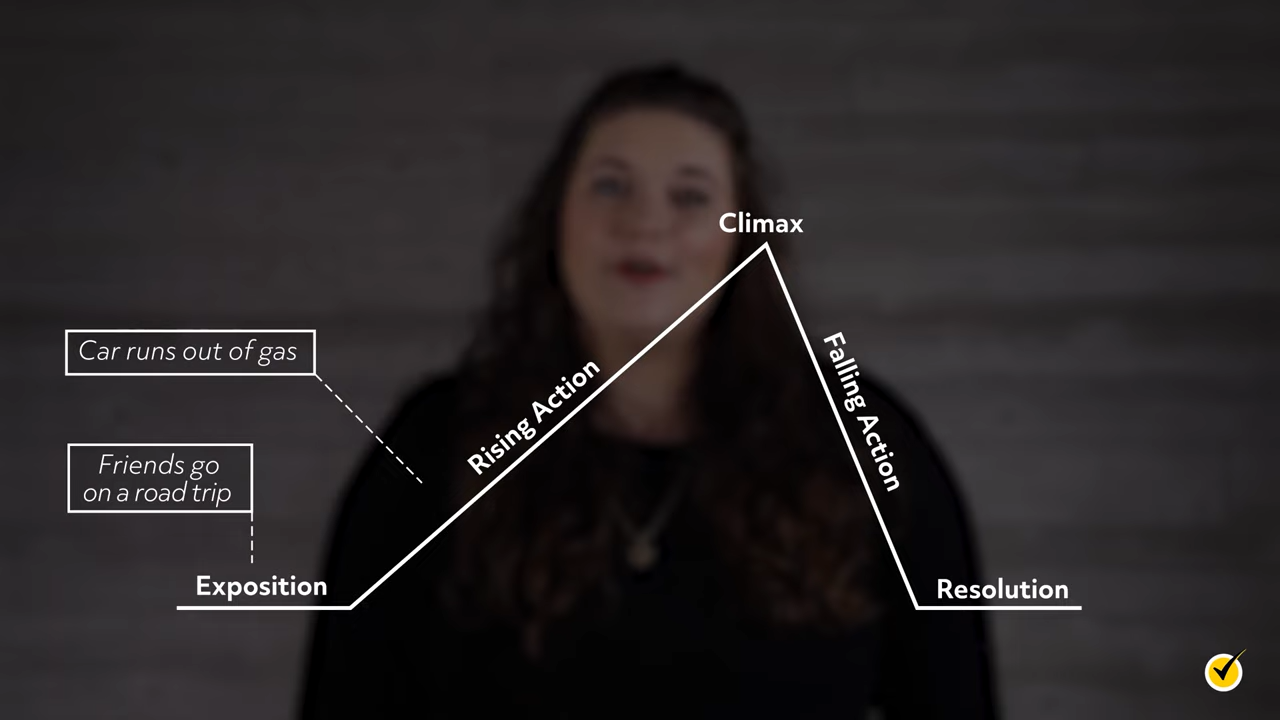 Climax
Car runs out of gas
Rising Action
Falling Action
Friends go
on a road trip
Exposition
Resolution